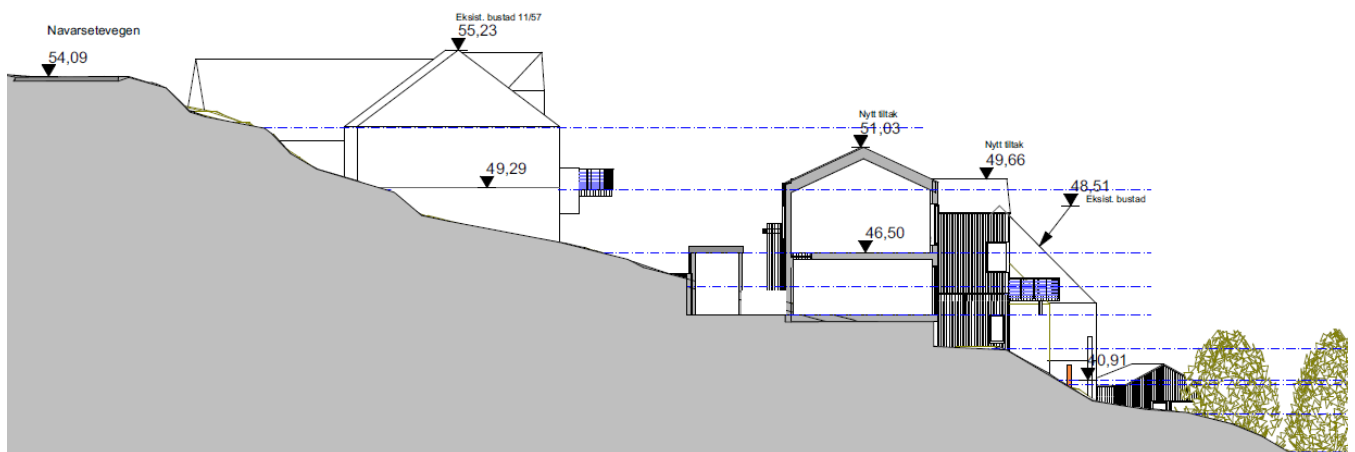 Navarsetevegen
54,09
Eksist. bustad 11/57
55,23
49,29
Nytt tiltak
51,03
46,50
Nytt tiltak
49,66
48,51
Eksist. bustad
40,91